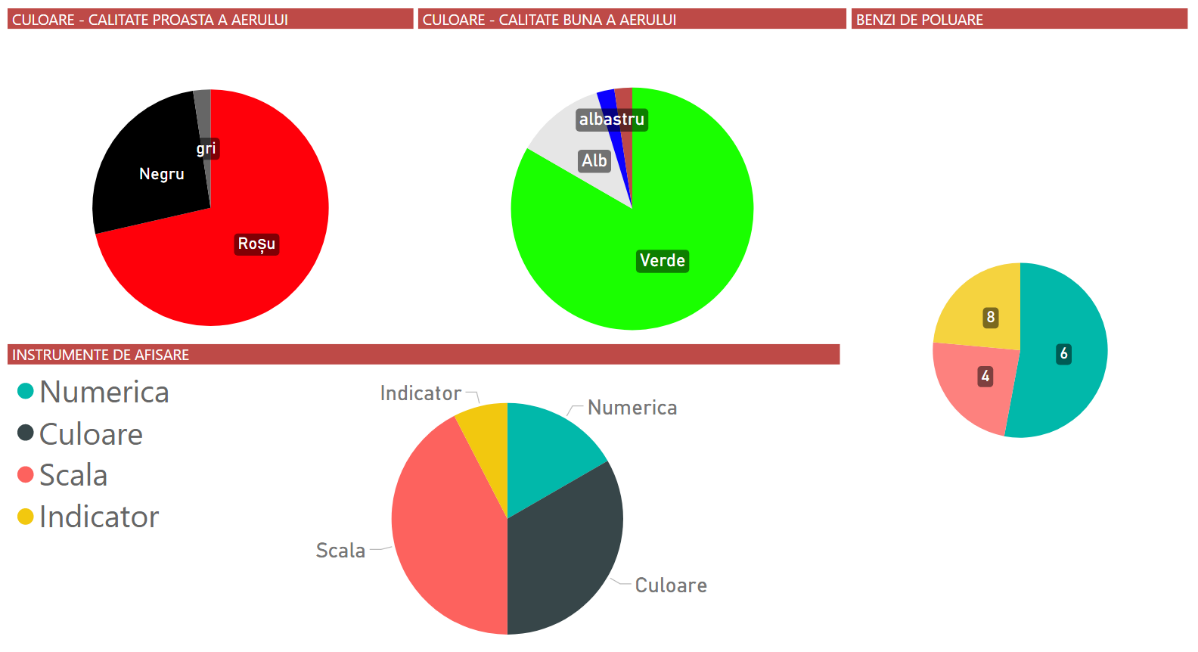 CULOARE - CALITATE PROASTA A AERULUI
CULOARE - CALITATE BUNA A AERULUI
BENZI DE POLUARE
gri
Negru
Roșu
albastru
Alb
Verde
8
6
4
INSTRUMENTE DE AFISARE
Numerica
Culoare
Scala
Indicator
Indicator
Numerica
Scala
Culoare